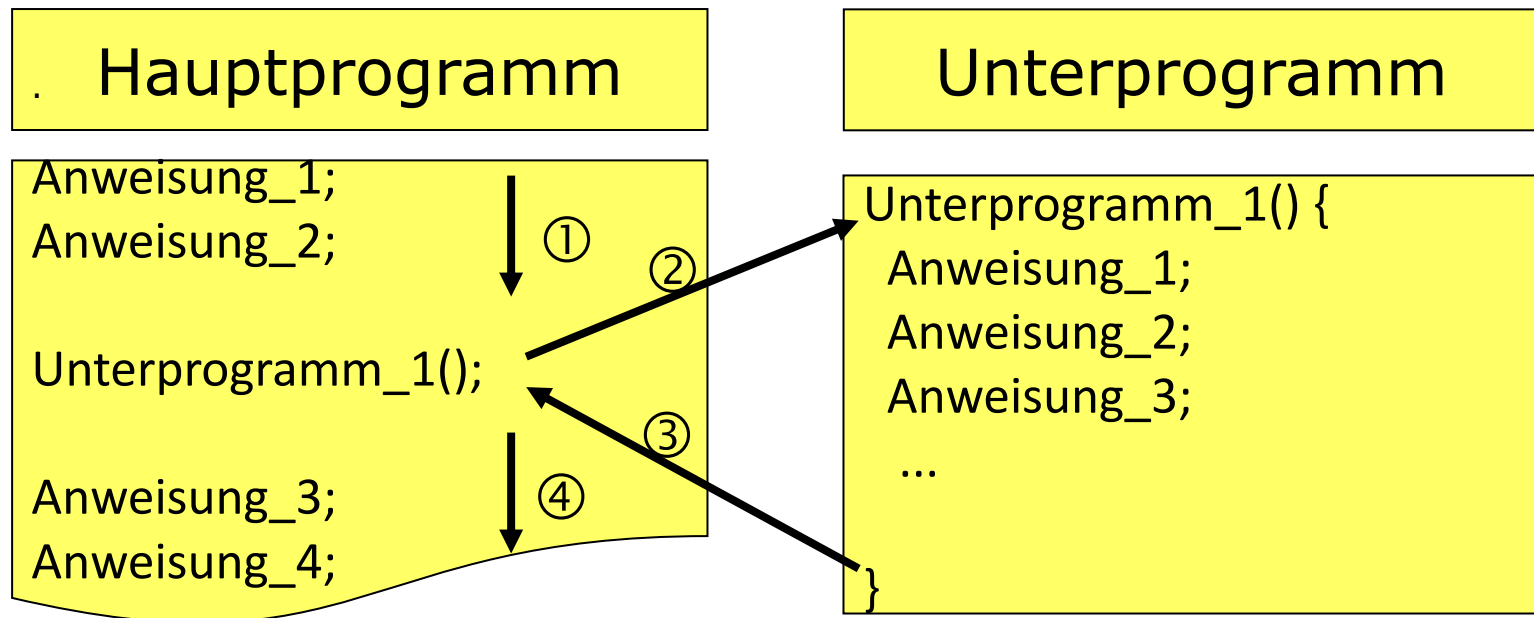 . Hauptprogramm
Anweisung_1;
Anweisung_2;
①
②
Unterprogramm_1();
③
Anweisung_3;
④
Anweisung_4;
Unterprogramm
Unterprogramm_1() {
Anweisung_1;
Anweisung_2;
Anweisung_3;
...
}